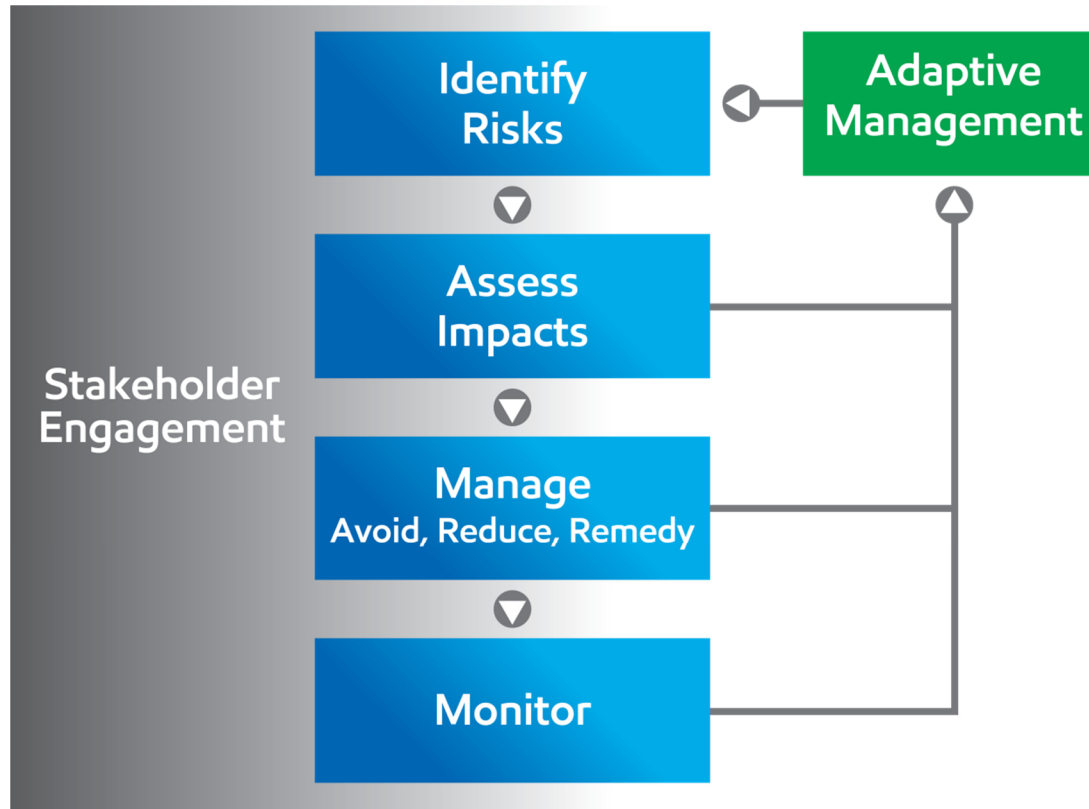 Identify
Risks
Adaptive
Management
Assess
Impacts
Stakeholder
Engagement
Manage
Avoid, Reduce, Remedy
Monitor